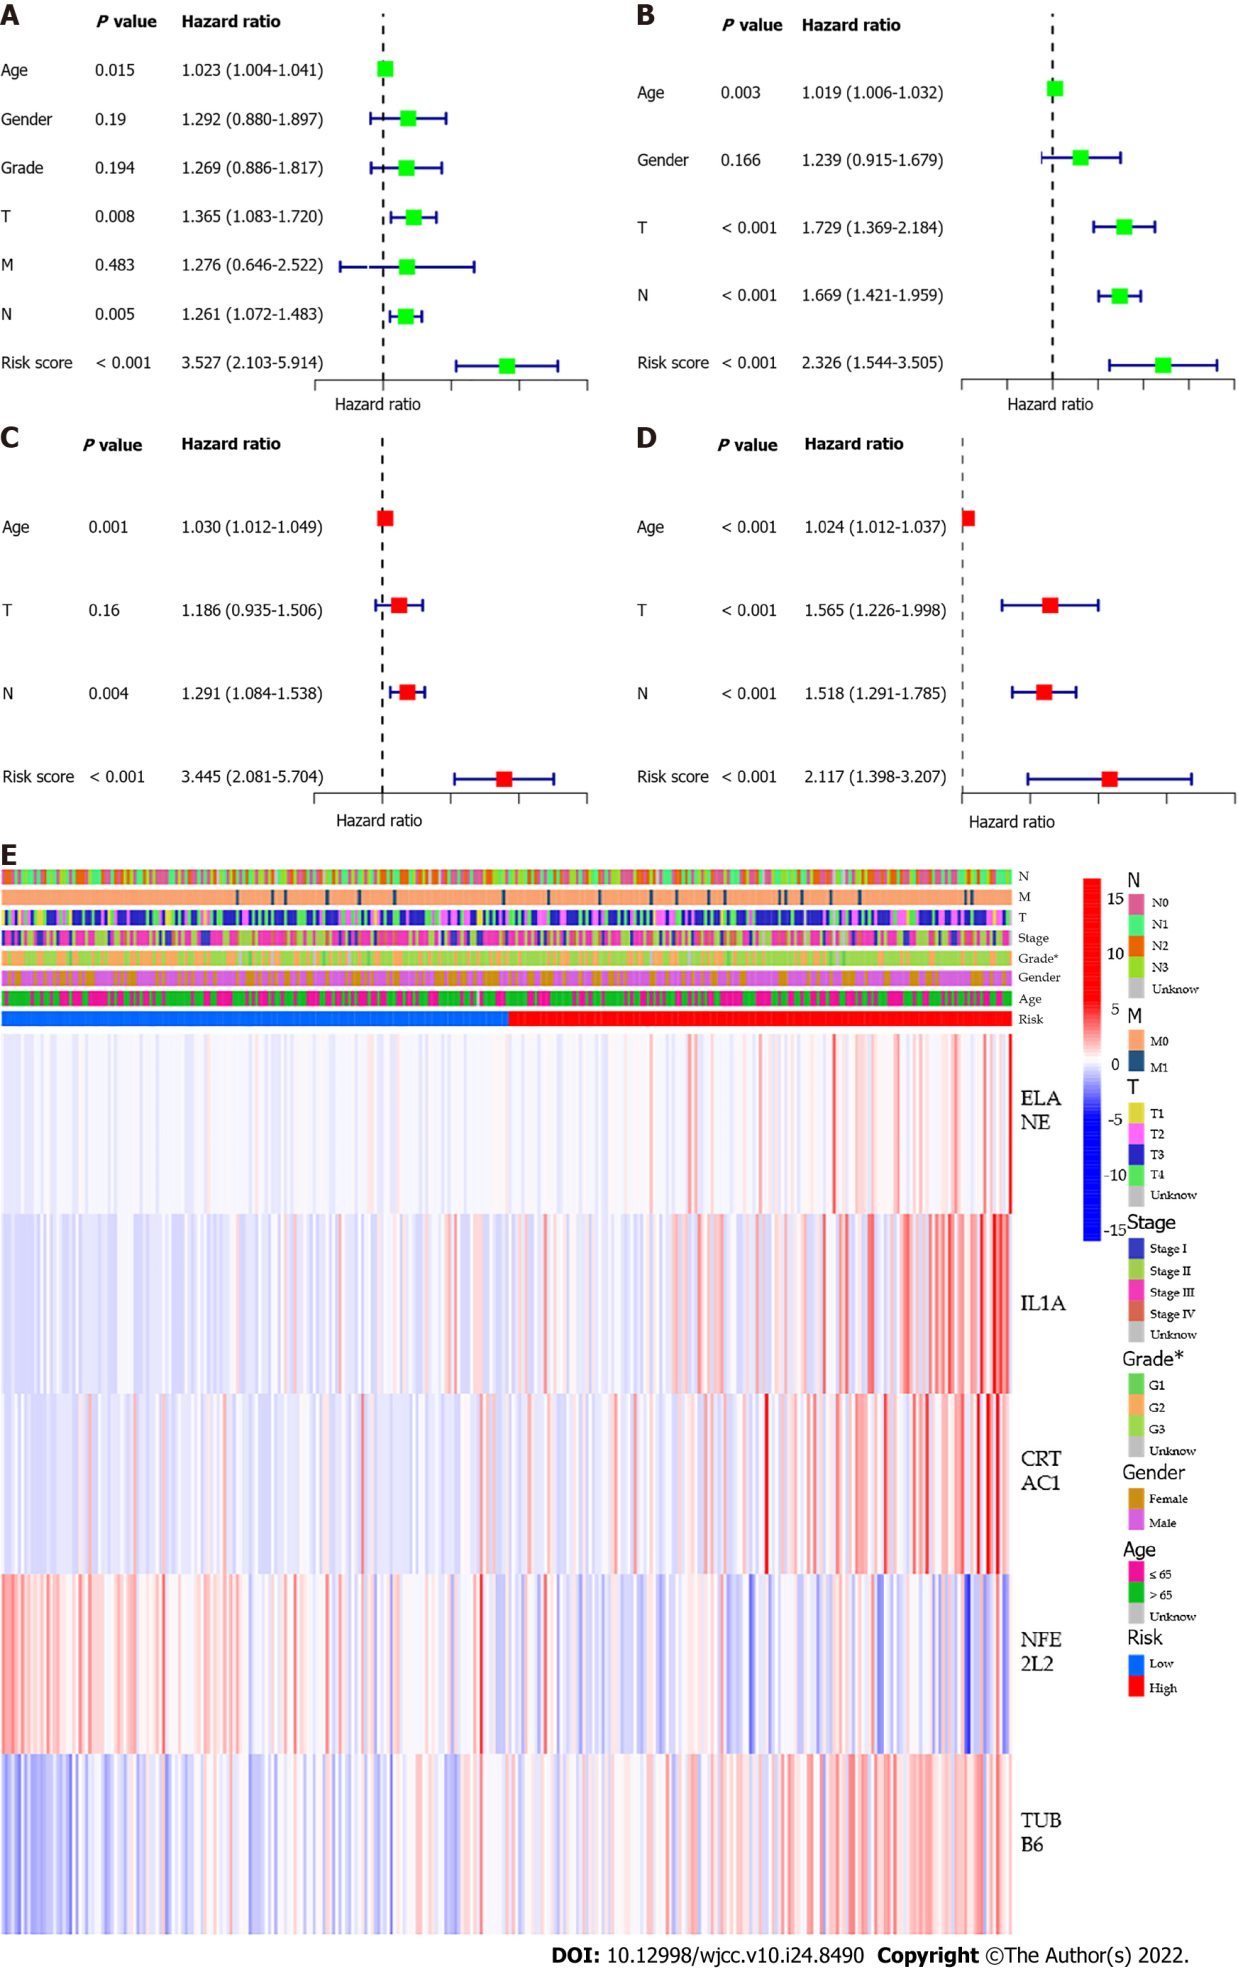 A
P value Hazard ratio
Age 0.015 1.023 (1.004-1.041)
Gender 0.19 1.292 (0.880-1.897)
Grade 0.194 1.269 (0.886-1.817)
T 0.008 1.365 (1.083-1.720)
M 0.483 1.276 (0.646-2.522)
N 0.005 1.261 (1.072-1.483)
Risk score < 0.001 3.527 (2.103-5.914)
Hazard ratio
B
P value Hazard ratio
Age 0.003 1.019 (1.006-1.032)
Gender 0.166 1.239 (0.915-1.679)
T < 0.001 1.729 (1.369-2.184)
N < 0.001 1.669 (1.421-1.959)
Risk score < 0.001 2.326 (1.544-3.505)
Hazard ratio
C
P value Hazard ratio
Age 0.001 1.030 (1.012-1.049)
T 0.16 1.186 (0.935-1.506)
N 0.004 1.291 (1.084-1.538)
Risk score < 0.001 3.445 (2.081-5.704)
Hazard ratio
D
P value Hazard ratio
Age < 0.001 1.024 (1.012-1.037)
T < 0.001 1.565 (1.226-1.998)
N < 0.001 1.518 (1.291-1.785)
Risk score < 0.001 2.117 (1.398-3.207)
Hazard ratio
E
N
M
T
Stage
Grade*
Gender
Age
Risk
ELA
NE
IL1A
CRT
AC1
NFE
2L2
TUB
B6
15
10
5
0
-5
-10
-15
N
N0
N1
N2
N3
Unknow
M
M0
M1
T
T1
T2
T3
T4
Unknow
Stage
Stage I
Stage II
Stage III
Stage IV
Unknow
Grade*
G1
G2
G3
Unknow
Gender
Female
Male
Age
≤ 65
> 65
Unknow
Risk
Low
High
DOI: 10.12998/wjcc.v10.i24.8490 Copyright ©The Author(s) 2022.